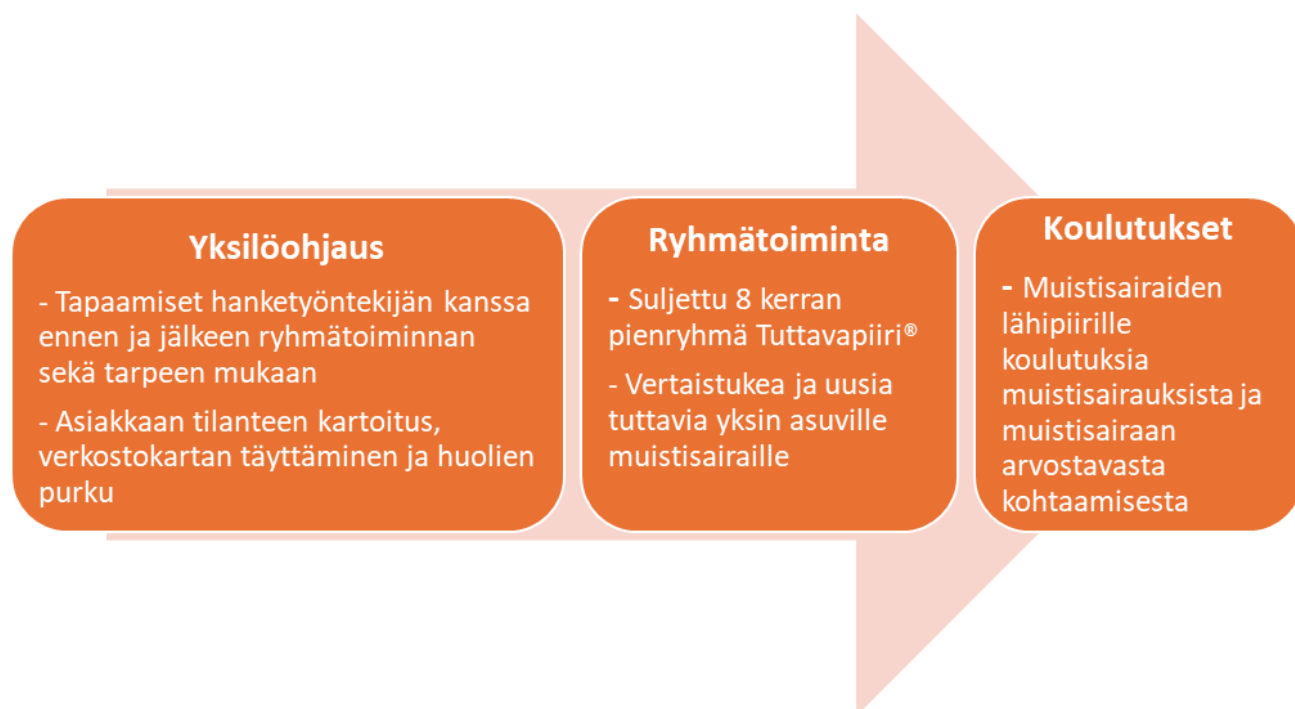 Yksilöohjaus
- Tapaamiset hanketyöntekijän kanssa
ennen ja jälkeen ryhmätoiminnan
sekä tarpeen mukaan
- Asiakkaan tilanteen kartoitus,
verkostokartan täyttäminen ja huolien
purku
Ryhmätoiminta
- Suljettu 8 kerran
pienryhmä Tuttavapiiri®
- Vertaistukea ja uusia
tuttavia yksin asuville
muistisairaille
Koulutukset
- Muistisairaiden
lähipiirille
koulutuksia
muistisairauksista ja
muistisairaan
arvostavasta
kohtaamisesta